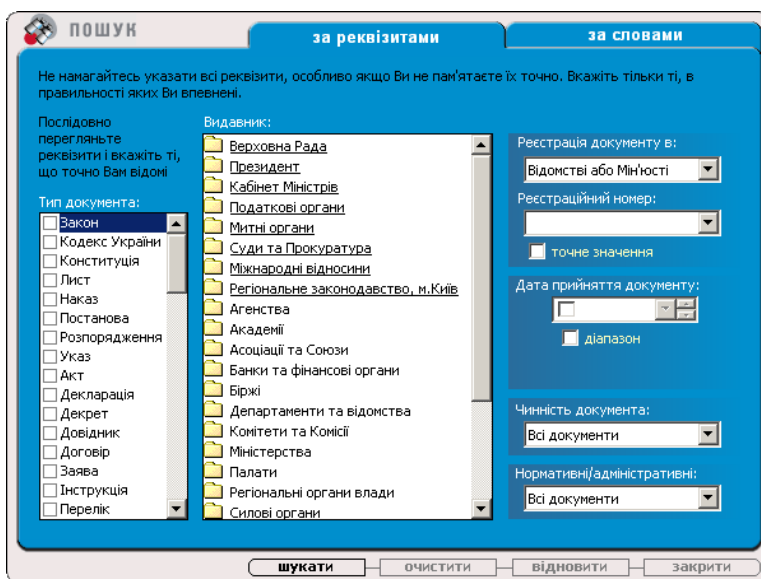 ПОШУК
за реквізитами
за словами
Не намагайтесь указати всі реквізити, особливо якщо Ви не пам'ятаєте їх точно. Вкажіть тільки ті, в
правильності яких Ви впевнені.
Послідовно
перегляньте
реквізити і вкажіть ті,
що точно Вам відомі
Тип документа:
Закон
Кодекс України
Конституція
Лист
Наказ
Постанова
Розпорядження
Указ
Акт
Декларація
Декрет
Довідник
Договір
Заява
Інструкція
Перелік
Видавник:
Верховна Рада
Президент
Кабінет Міністрів
Податкові органи
Митні органи
Суди та Прокуратура
Міжнародні відносини
Регіональне законодавство, м.Київ
Агенства
Академії
Асоціації та Союзи
Банки та фінансові органи
Біржі
Департаменти та відомства
Комітети та Комісії
Міністерства
Палати
Регіональні органи влади
Силові органи
Реєстрація документу в:
Відомстві або Мін'юсті
Реєстраційний номер:
точне значення
Дата прийняття документу:
діапазон
Чинність документа:
Всі документи
Нормативні/адміністративні:
Всі документи
шукати
очистити
відновити
закрити